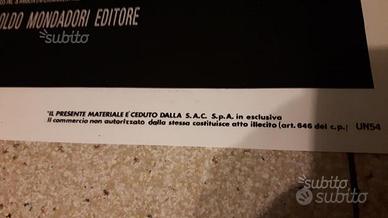 OLDO MONDADORI EDITORE
subito
"IL PRESENTE MATERIALE E' CEDUTO DALLA S.A.C. S.p.A. in esclusiva
Il commercio non autorizzato dalla stessa costituisce atto illecito (art. 646 del c.p.) UN54
subito
subito